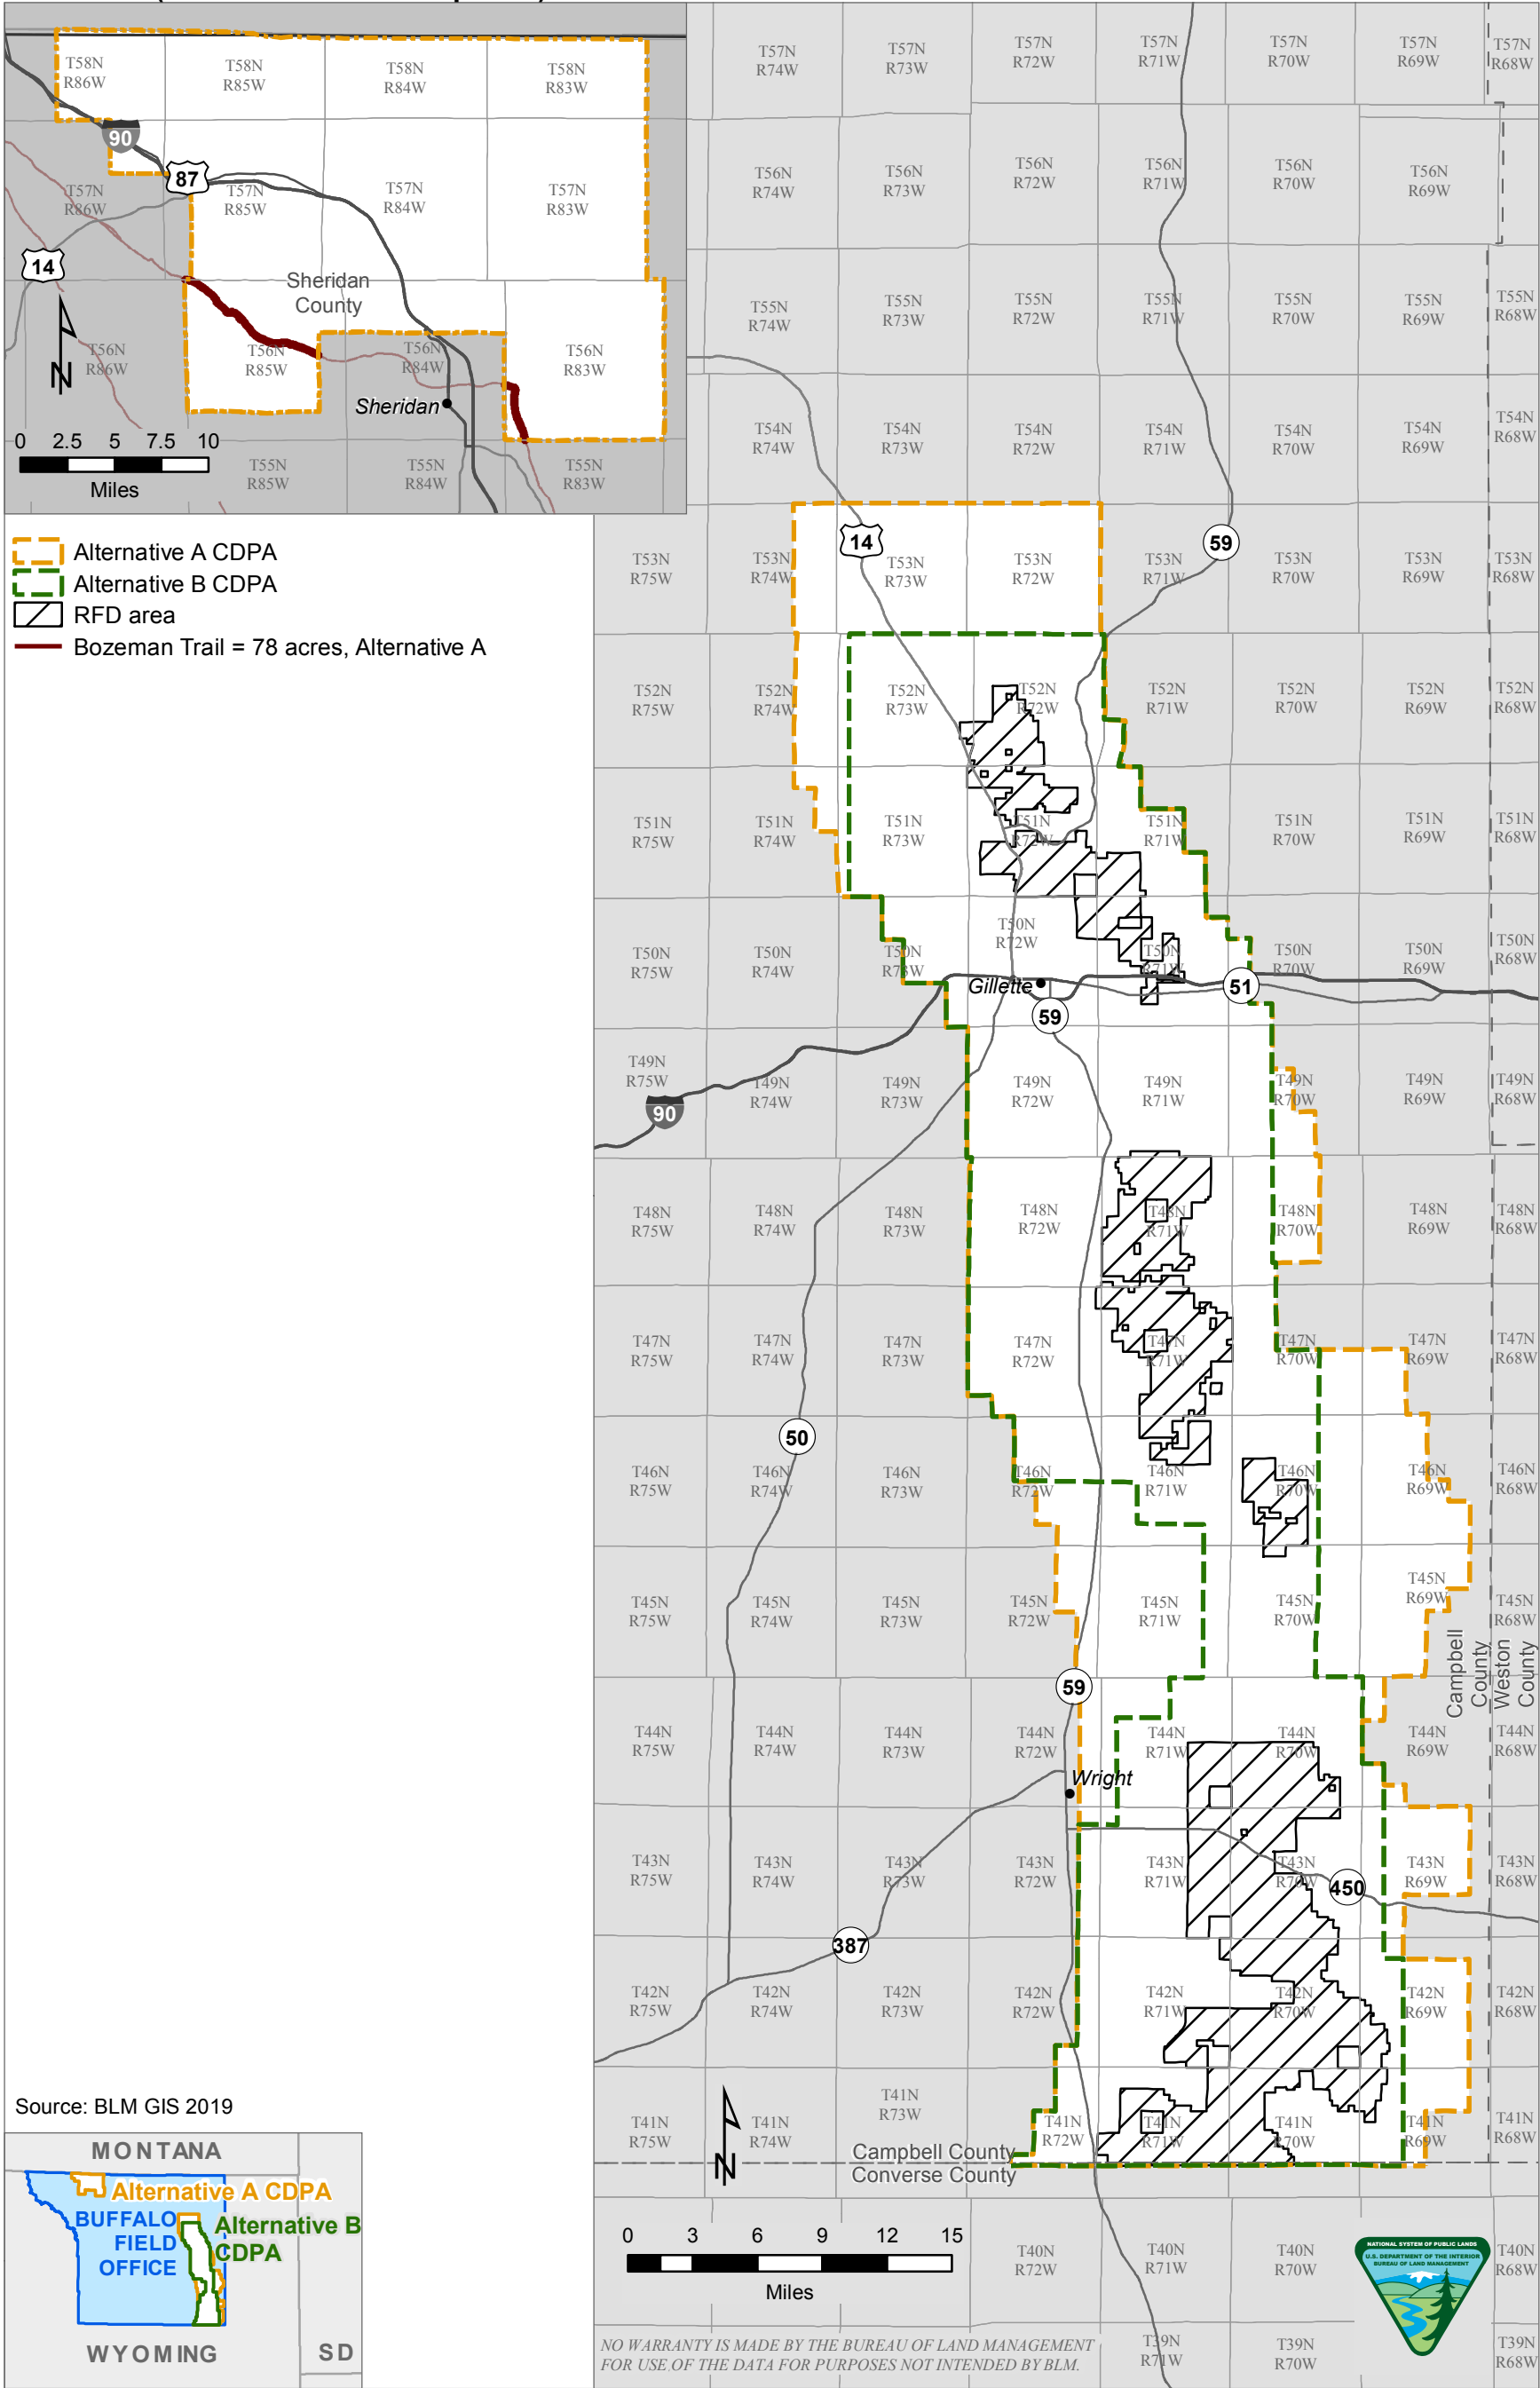 T58N
R86W
T58N
R85W
T58N
R84W
T58N
R83W
90
87
T57N
R86W
T57N
R85W
T57N
R84W
T57N
R83W
14
Sheridan
County
T56N
R86W
T56N
R85W
T56N
R84W
T56N
R83W
Sheridan
N
0 2.5 5 7.5 10
Miles
T55N
R85W
T55N
R84W
T55N
R83W
Alternative A CDPA
Alternative B CDPA
RFD area
Bozeman Trail = 78 acres, Alternative A
T57N
R74W
T57N
R73W
T57N
R72W
T57N
R71W
T57N
R70W
T57N
R69W
T57N
R68W
T56N
R74W
T56N
R73W
T56N
R72W
T56N
R71W
T56N
R70W
T56N
R69W
T55N
R74W
T55N
R73W
T55N
R72W
T55N
R71W
T55N
R70W
T55N
R69W
T55N
R68W
T54N
R74W
T54N
R73W
T54N
R72W
T54N
R71W
T54N
R70W
T54N
R69W
T54N
R68W
14
59
T53N
R75W
T53N
R74W
T53N
R73W
T53N
R72W
T53N
R71W
T53N
R70W
T53N
R69W
T53N
R68W
T52N
R75W
T52N
R74W
T52N
R73W
T52N
R72W
T52N
R71W
T52N
R70W
T52N
R69W
T52N
R68W
T51N
R75W
T51N
R74W
T51N
R73W
T51N
R72W
T51N
R71W
T51N
R70W
T51N
R69W
T51N
R68W
T50N
R75W
T50N
R74W
T50N
R73W
T50N
R72W
T50N
R71W
T50N
R70W
T50N
R69W
T50N
R68W
Gillette
51
59
T49N
R75W
90
T49N
R74W
T49N
R73W
T49N
R72W
T49N
R71W
T49N
R70W
T49N
R69W
T49N
R68W
T48N
R75W
T48N
R74W
T48N
R73W
T48N
R72W
T48N
R71W
T48N
R70W
T48N
R69W
T48N
R68W
T47N
R75W
T47N
R74W
T47N
R73W
T47N
R72W
T47N
R71W
T47N
R70W
T47N
R69W
T47N
R68W
50
T46N
R75W
T46N
R74W
T46N
R73W
T46N
R72W
T46N
R71W
T46N
R70W
T46N
R69W
T46N
R68W
T45N
R75W
T45N
R74W
T45N
R73W
T45N
R72W
T45N
R71W
T45N
R70W
T45N
R69W
T45N
R68W
Campbell
County
Weston
County
59
T44N
R75W
T44N
R74W
T44N
R73W
T44N
R72W
T44N
R71W
T44N
R70W
T44N
R69W
T44N
R68W
Wright
T43N
R75W
T43N
R74W
T43N
R73W
T43N
R72W
T43N
R71W
T43N
R70W
450
T43N
R69W
T43N
R68W
387
T42N
R75W
T42N
R74W
T42N
R73W
T42N
R72W
T42N
R71W
T42N
R70W
T42N
R69W
T42N
R68W
T41N
R75W
T41N
R74W
T41N
R73W
T41N
R72W
T41N
R71W
T41N
R70W
T41N
R69W
T41N
R68W
N
Campbell County
Converse County
0 3 6 9 12 15
Miles
T40N
R72W
T40N
R71W
T40N
R70W
T40N
R68W
T39N
R71W
T39N
R70W
T39N
R68W
NATIONAL SYSTEM OF PUBLIC LANDS
U.S. DEPARTMENT OF THE INTERIOR
BUREAU OF LAND MANAGEMENT
NO WARRANTY IS MADE BY THE BUREAU OF LAND MANAGEMENT
FOR USE OF THE DATA FOR PURPOSES NOT INTENDED BY BLM.
Source: BLM GIS 2019
MONTANA
Alternative A CDPA
BUFFALO
FIELD
OFFICE
Alternative B
CDPA
WYOMING
SD